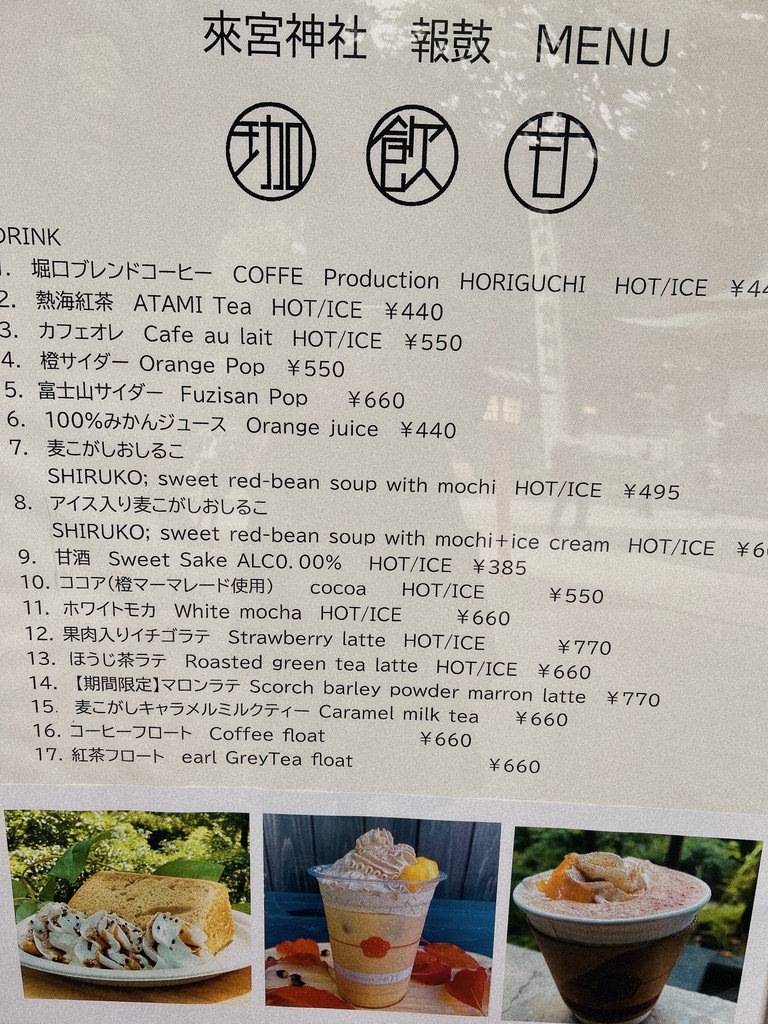 來宮神社 報鼓 MENU
珈 飲 甘
DRINK
1. 堀口ブレンドコーヒー COFFE Production HORIGUCHI HOT/ICE
2. 熱海紅茶 ATAMI Tea HOT/ICE ¥440
3. カフェオレ Cafe au lait HOT/ICE ¥550
4. 橙サイダー Orange Pop ¥550
5. 富士山サイダー Fuzisan Pop ¥660
6. 100%みかんジュース Orange juice ¥440
7. 麦こがしおしるこ
SHIRUKO; sweet red-bean soup with mochi HOT/ICE ¥495
8. アイス入り麦こがしおしるこ
SHIRUKO; sweet red-bean soup with mochi+ice cream HOT/ICE
9. 甘酒 Sweet Sake ALC0.00% HOT/ICE ¥385
10. ココア(橙マーマレード使用) cocoa HOT/ICE ¥550
11. ホワイトモカ White mocha HOT/ICE ¥660
12. 果肉入りイチゴラテ Strawberry latte HOT/ICE ¥770
13. ほうじ茶ラテ Roasted green tea latte HOT/ICE ¥660
14. 【期間限定】マロンラテ Scorch barley powder marron latte ¥770
15. 麦こがしキャラメルミルクティー Caramel milk tea ¥660
16. コーヒーフロート Coffee float ¥660
17. 紅茶フロート earl GreyTea float ¥660